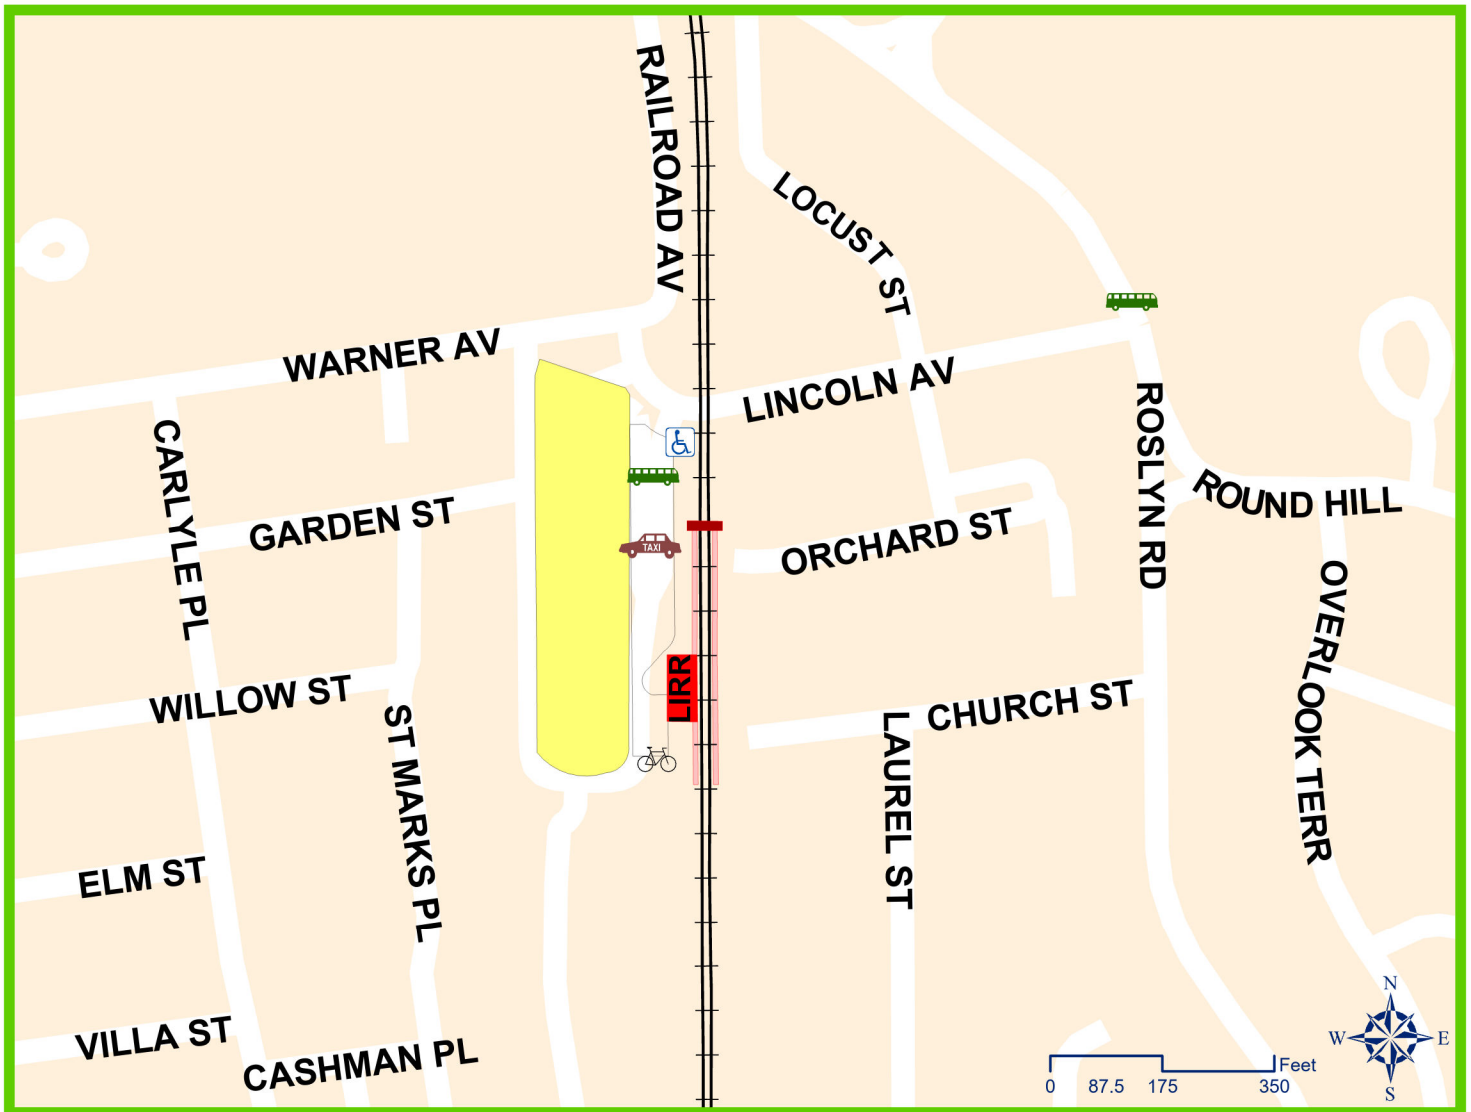 RAILROAD AV
LOCUST ST
WARNER AV
LINCOLN AV
ROSLYN RD
ROUND HILL
CARLYLE PL
GARDEN ST
TAXI
ORCHARD ST
OVERLOOK TERR
WILLOW ST
LIRR
ST MARKS PL
CHURCH ST
LAUREL ST
ELM ST
VILLA ST
CASHMAN PL
N
W E
S
Feet
0 87.5 175 350